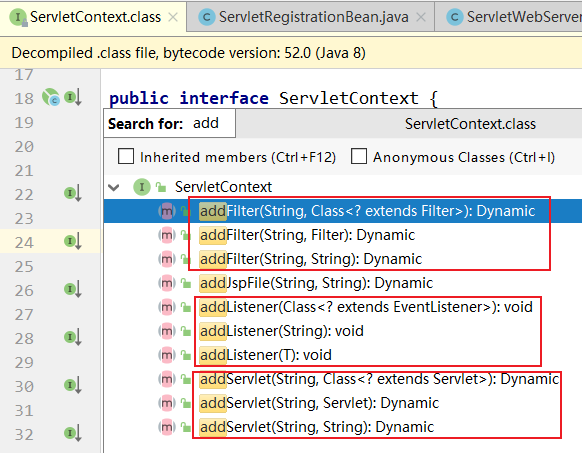 ServletContext.class × ServletRegistrationBean.java × ServletWebServer
Decompiled .class file, bytecode version: 52.0 (Java 8)
17
18 public interface ServletContext {
19 Search for: add ServletContext.class
20
21 Inherited members (Ctrl+F12) Anonymous Classes (Ctrl+I)
ServletContext
22
23 addFilter(String, Class<? extends Filter>): Dynamic
24 addFilter(String, Filter): Dynamic
25 addFilter(String, String): Dynamic
26 addJspFile(String, String): Dynamic
27 addListener(Class<? extends EventListener>): void
28 addListener(String): void
29 addListener(T): void
30 addServlet(String, Class<? extends Servlet>): Dynamic
31 addServlet(String, Servlet): Dynamic
32 addServlet(String, String): Dynamic